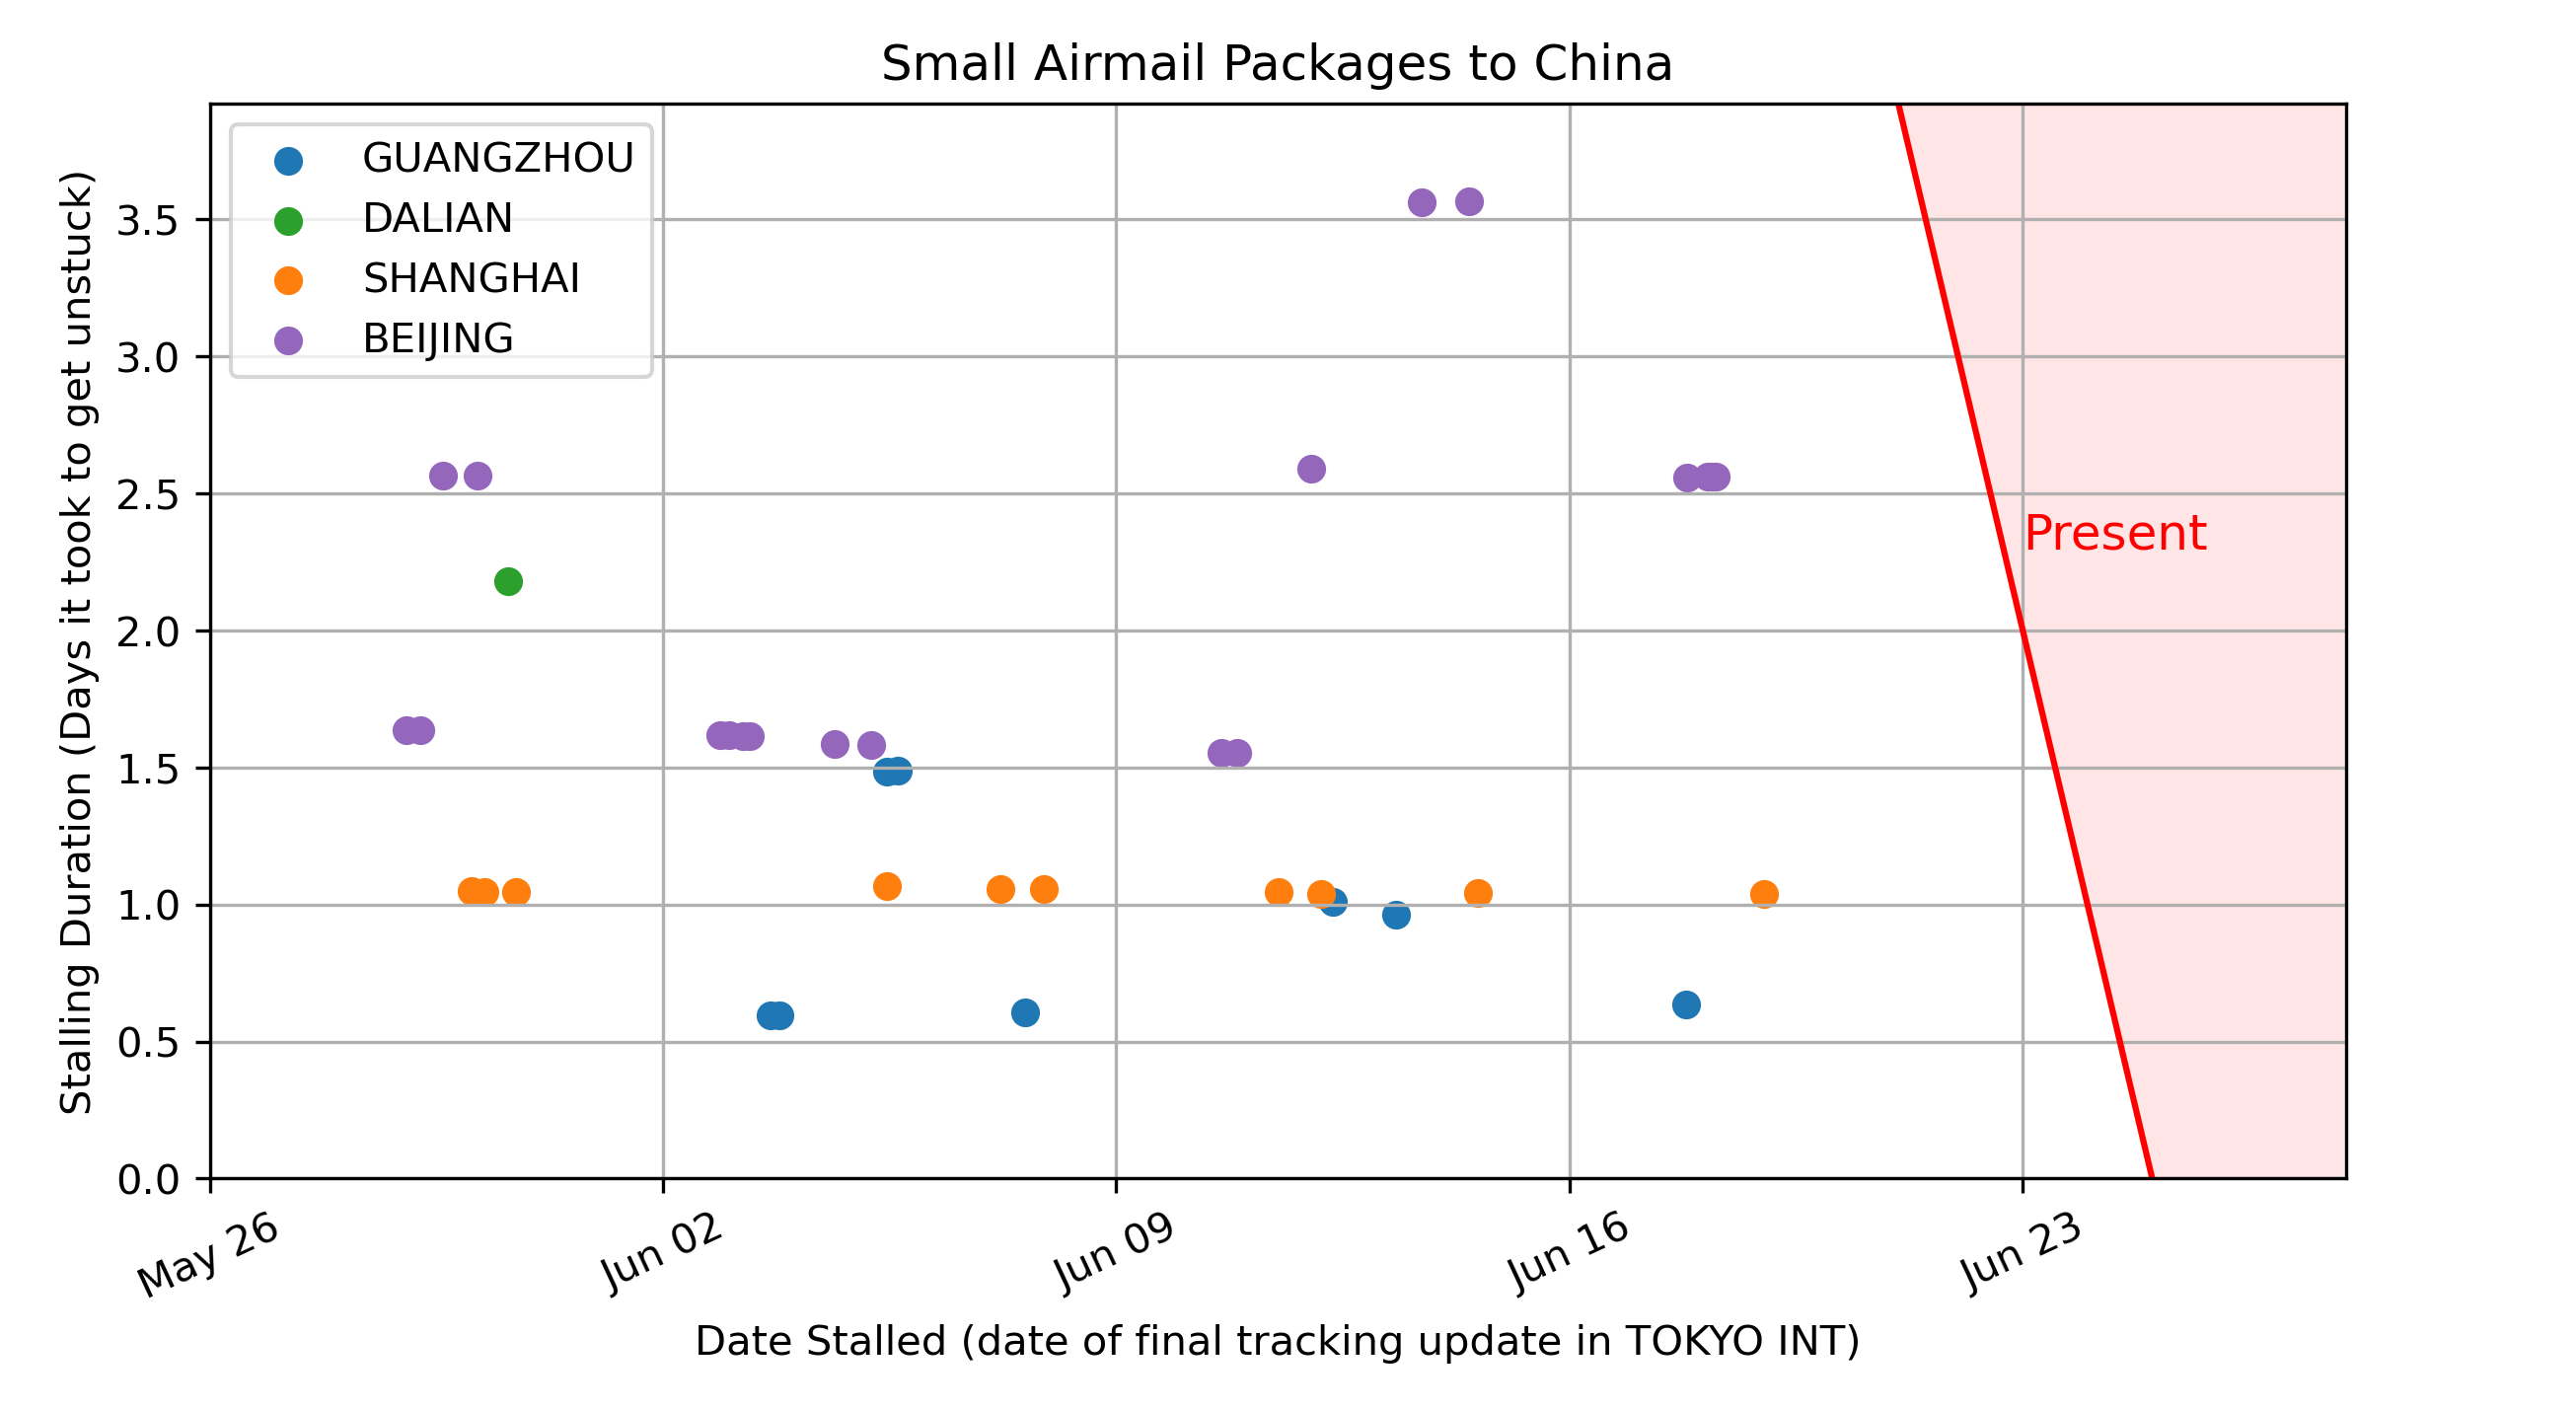 Small Airmail Packages to China
GUANGZHOU
DALIAN
SHANGHAI
BEIJING
Stalling Duration (Days it took to get unstuck)
3.5
3.0
2.5
2.0
1.5
1.0
0.5
0.0
Present
May 26
Jun 02
Jun 09
Jun 16
Jun 23
Date Stalled (date of final tracking update in TOKYO INT)